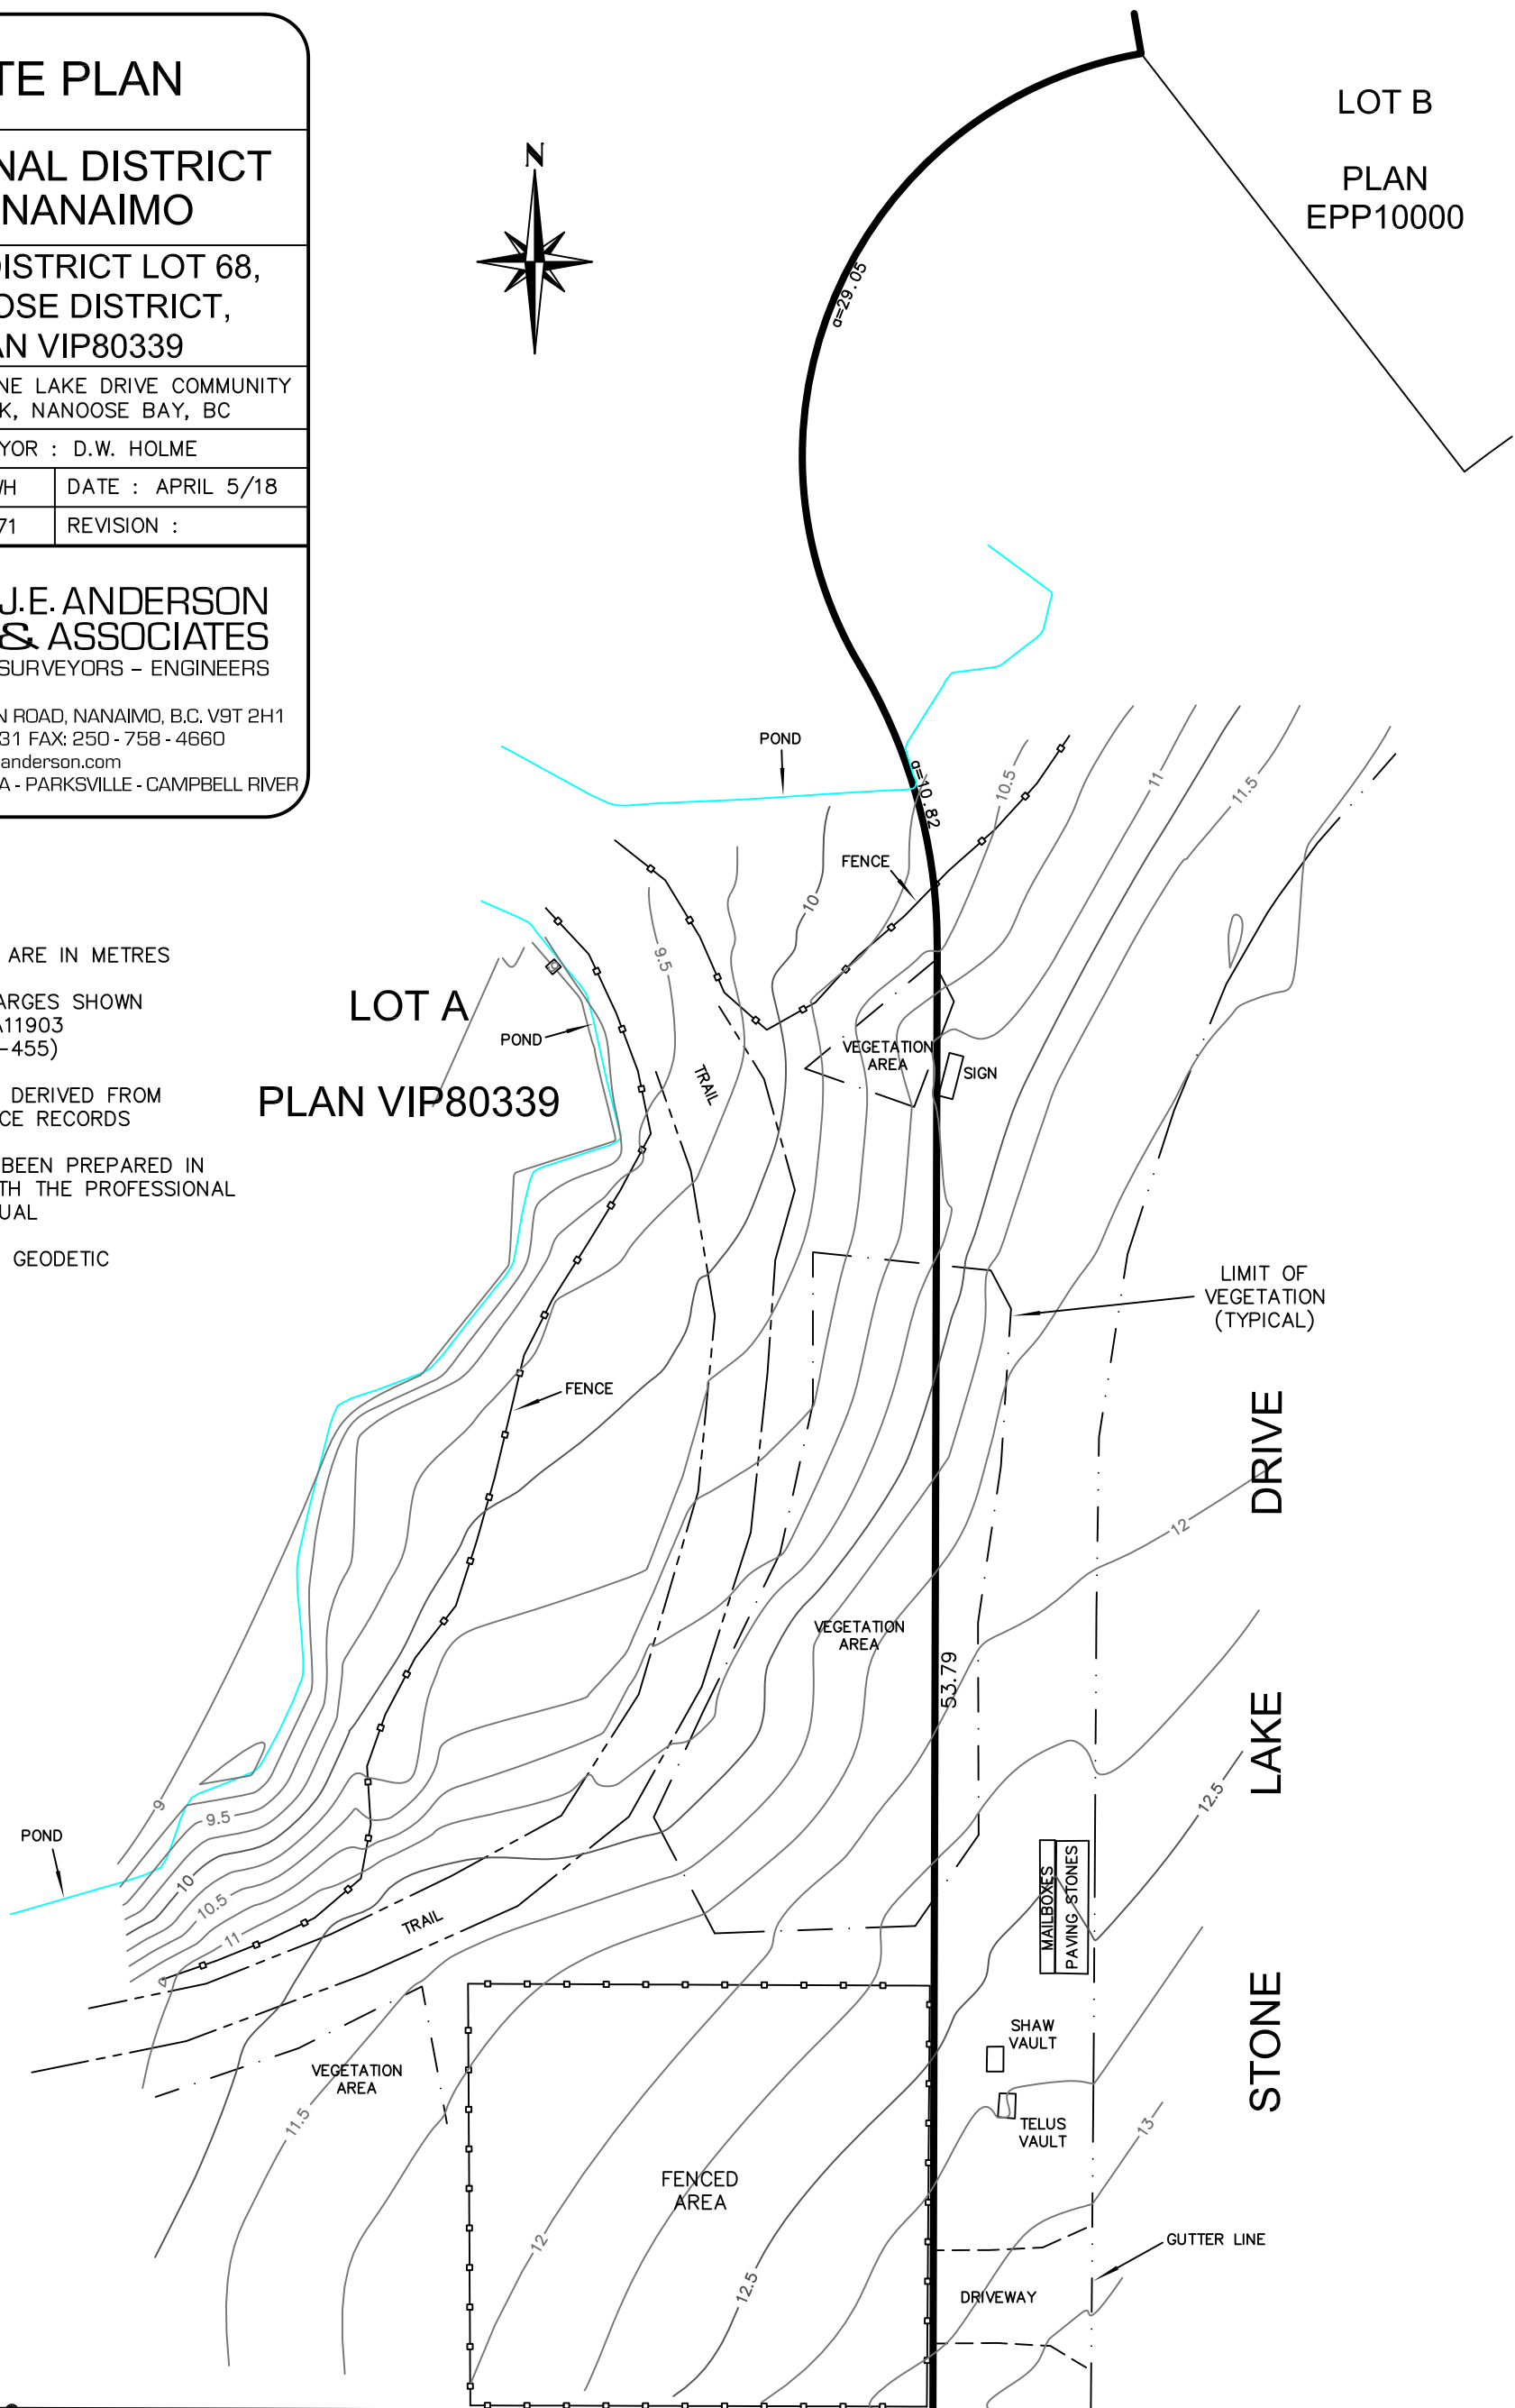 TE PLAN
NAL DISTRICT
NANAIMO
DISTRICT LOT 68,
OSE DISTRICT,
AN VIP80339
NE LAKE DRIVE COMMUNITY
K, NANOOSE BAY, BC
YOR : D.W. HOLME
WH
DATE : APRIL 5/18
71
REVISION :
J.E. ANDERSON
& ASSOCIATES
SURVEYORS – ENGINEERS
N ROAD, NANAIMO, B.C. V9T 2H1
31 FAX: 250 - 758 - 4660
anderson.com
A - PARKSVILLE - CAMPBELL RIVER
N
LOT B
PLAN
EPP10000
a=29.05
POND
a=10.82
10.5
11
11.5
FENCE
10
9.5
ARE IN METRES
ARGES SHOWN
A11903
-455)
DERIVED FROM
CE RECORDS
BEEN PREPARED IN
TH THE PROFESSIONAL
UAL
GEODETIC
LOT A
PLAN VIP80339
POND
TRAIL
VEGETATION
AREA
SIGN
LIMIT OF
VEGETATION
(TYPICAL)
FENCE
DRIVE
12
VEGETATION
AREA
53.79
LAKE
12.5
9
9.5
POND
10
10.5
11
TRAIL
MAILBOXES
PAVING STONES
STONE
SHAW
VAULT
VEGETATION
AREA
11.5
TELUS
VAULT
13
FENCED
AREA
12
12.5
GUTTER LINE
DRIVEWAY